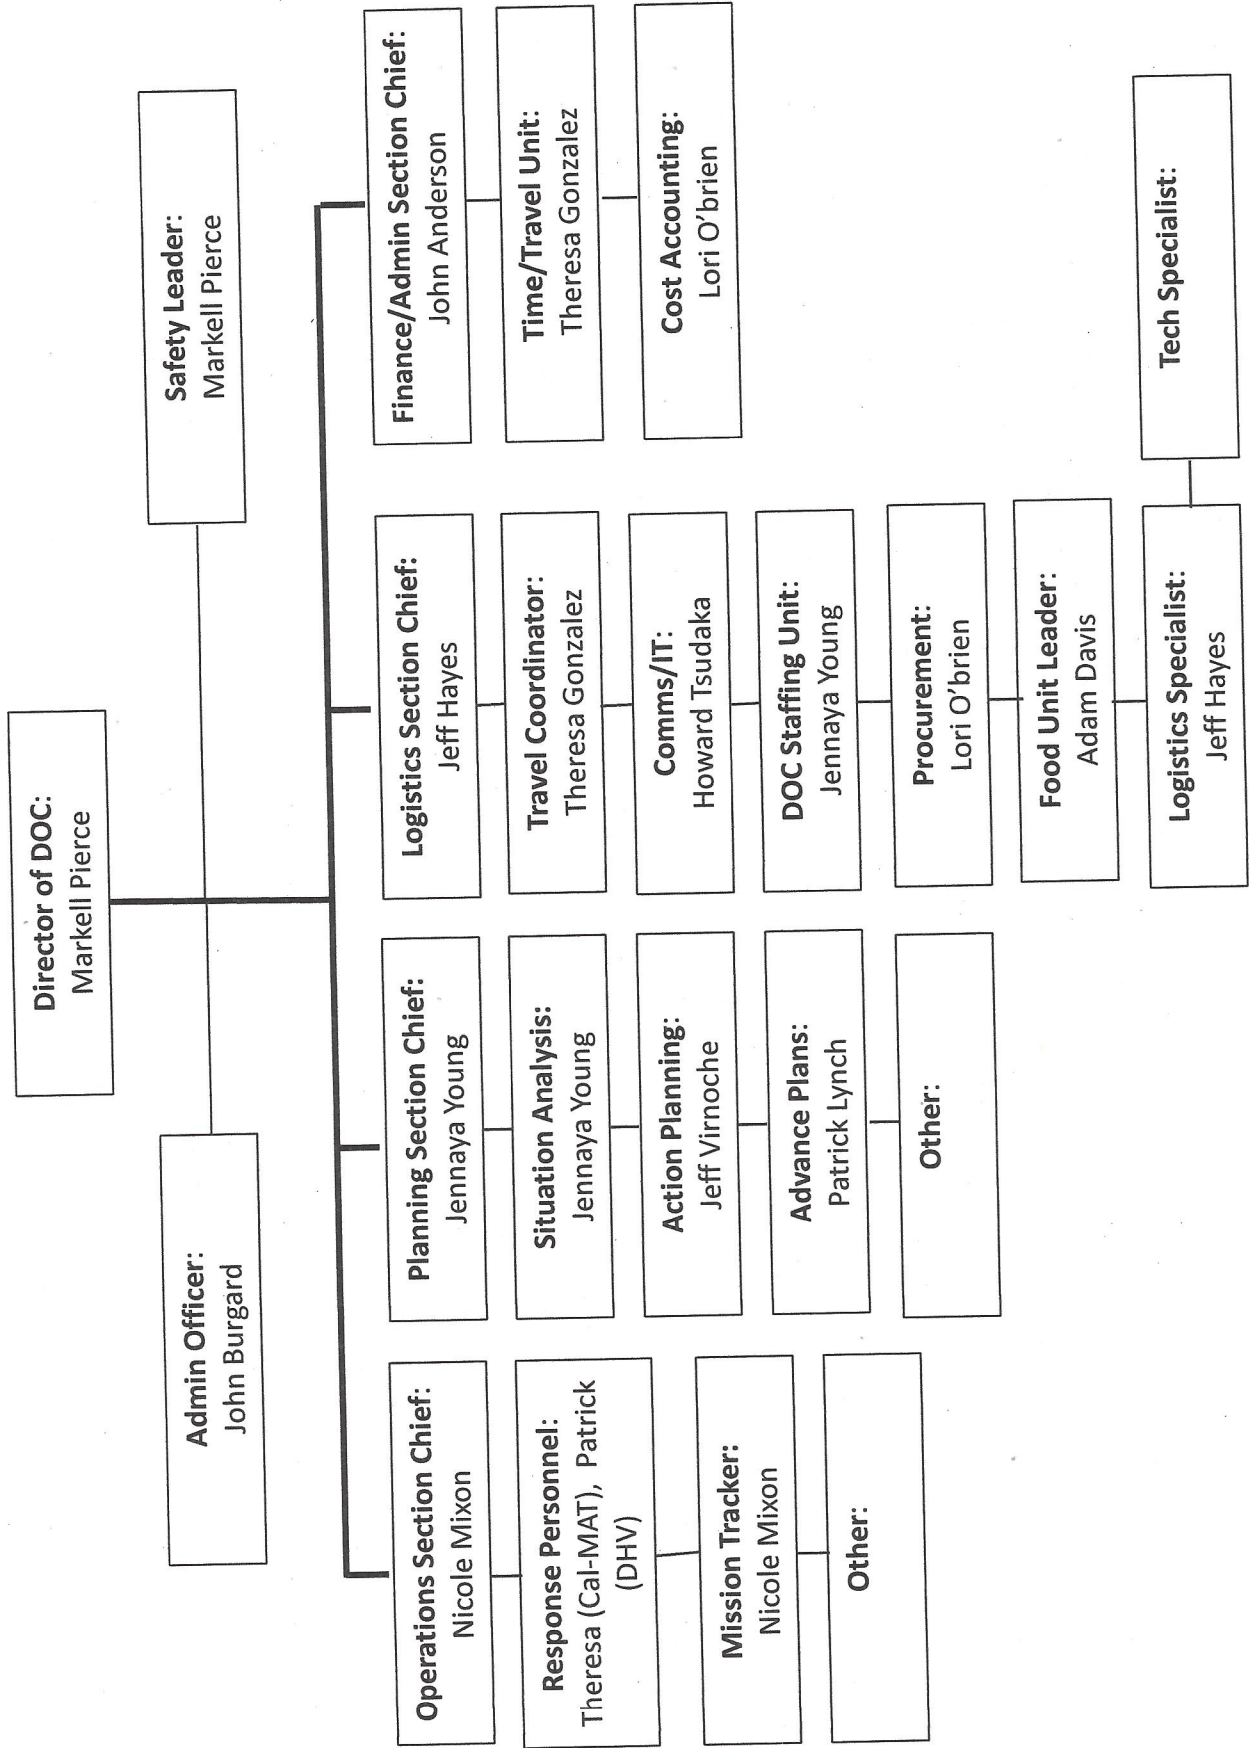 Director of DOC:
Markell Pierce
Admin Officer:
John Burgard
Safety Leader:
Markell Pierce
Operations Section Chief:
Nicole Mixon
Response Personnel:
Theresa (Cal-MAT), Patrick
(DHV)
Mission Tracker:
Nicole Mixon
Other:
Planning Section Chief:
Jennaya Young
Situation Analysis:
Jennaya Young
Action Planning:
Jeff Virnoche
Advance Plans:
Patrick Lynch
Other:
Logistics Section Chief:
Jeff Hayes
Travel Coordinator:
Theresa Gonzalez
Comms/IT:
Howard Tsudaka
DOC Staffing Unit:
Jennaya Young
Procurement:
Lori O'brien
Food Unit Leader:
Adam Davis
Logistics Specialist:
Jeff Hayes
Tech Specialist:
Finance/Admin Section Chief:
John Anderson
Time/Travel Unit:
Theresa Gonzalez
Cost Accounting:
Lori O'brien